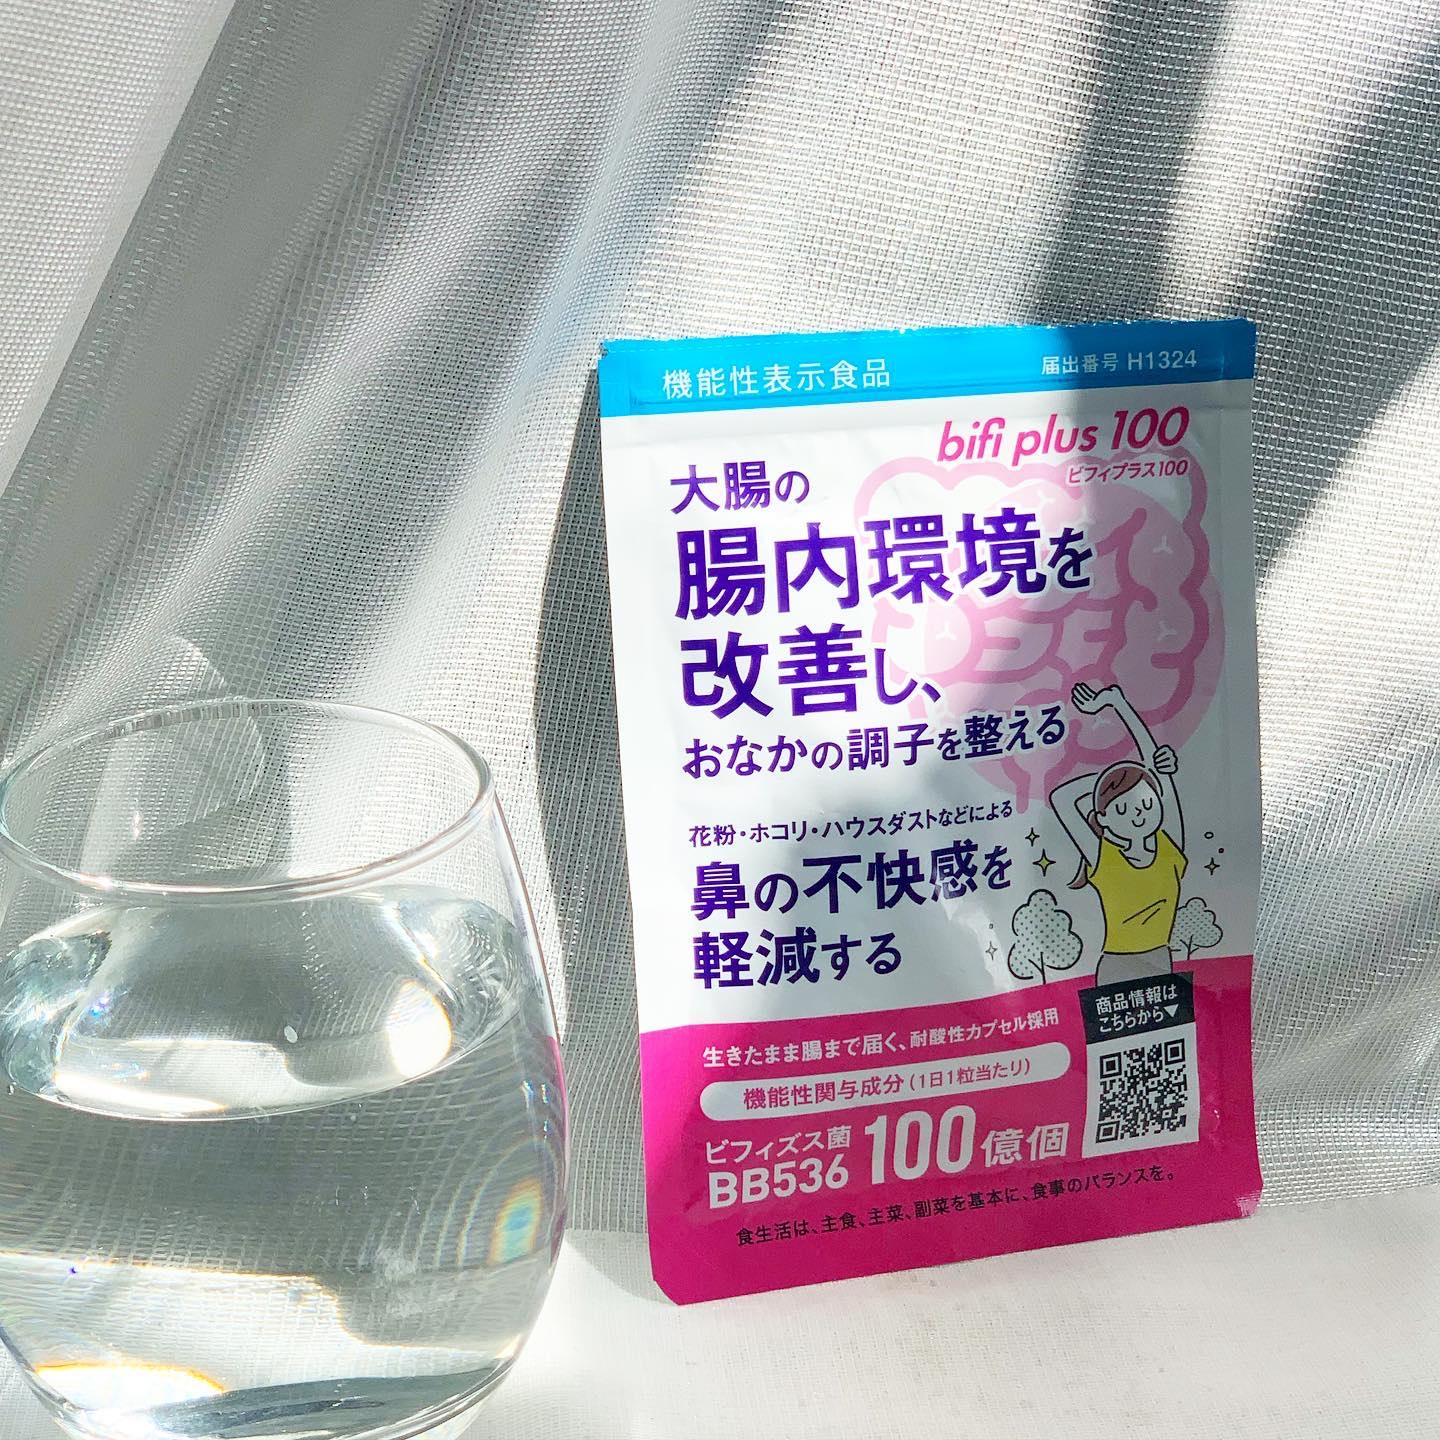 機能性表示食品
届出番号 H1324
bifi plus 100
ビフィプラス100
大腸の
腸内環境を
改善し、
おなかの調子を整える
花粉・ホコリ・ハウスダストなどによる
鼻の不快感を
軽減する
生きたまま腸まで届く、耐酸性カプセル採用
機能性関与成分(1日1粒当たり)
ビフィズス菌
BB536 100億個
商品情報は
こちらから▼
食生活は、主食、主菜、副菜を基本に、食事のバランスを。